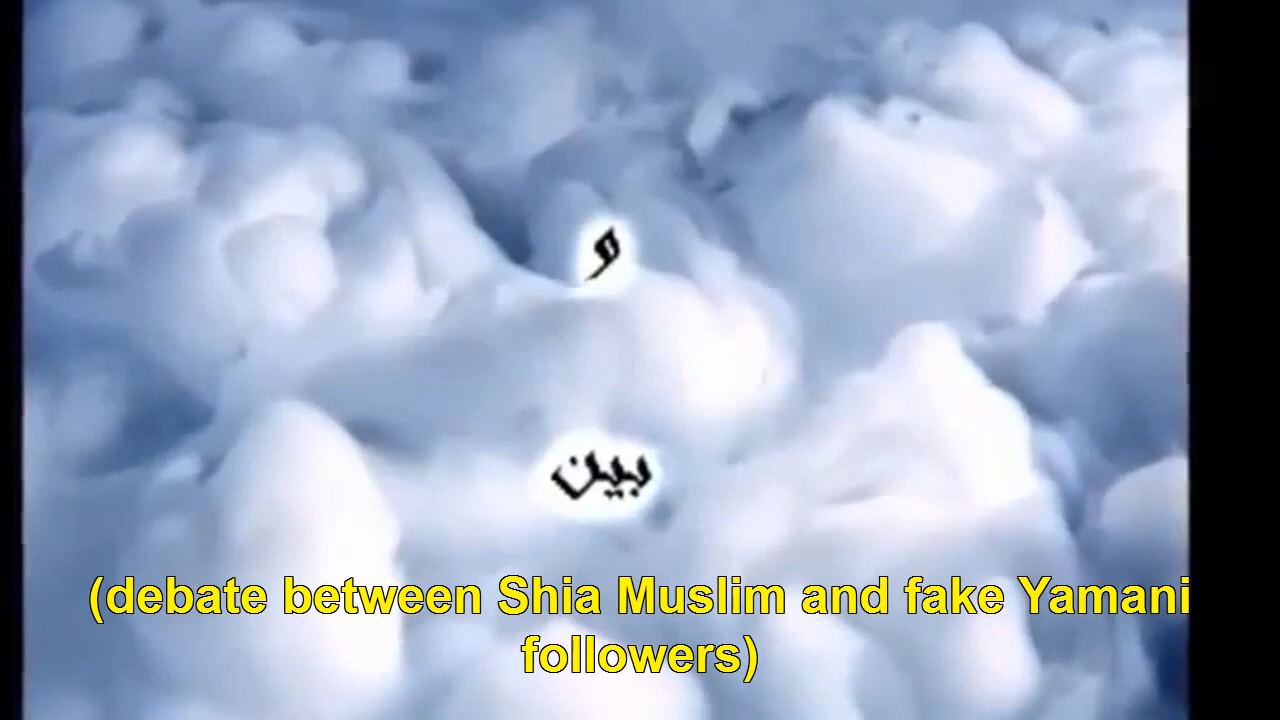 و
بين
(debate between Shia Muslim and fake Yamani
followers)